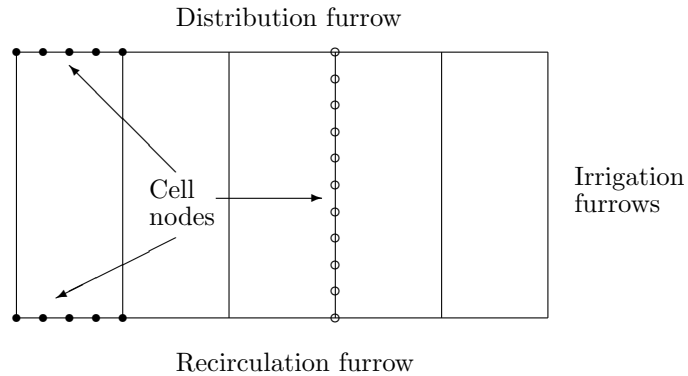 Distribution furrow
Cell
nodes
Irrigation
furrows
Recirculation furrow